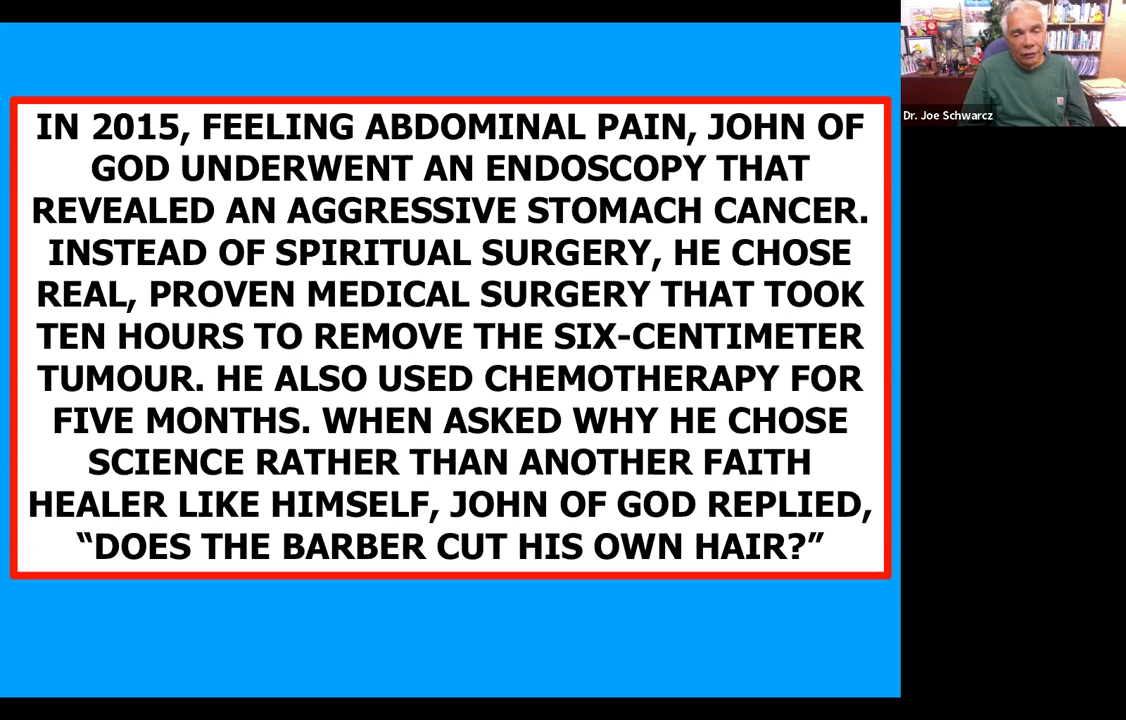 IN 2015, FEELING ABDOMINAL PAIN, JOHN OF
GOD UNDERWENT AN ENDOSCOPY THAT
REVEALED AN AGGRESSIVE STOMACH CANCER.
INSTEAD OF SPIRITUAL SURGERY, HE CHOSE
REAL, PROVEN MEDICAL SURGERY THAT TOOK
TEN HOURS TO REMOVE THE SIX-CENTIMETER
TUMOUR. HE ALSO USED CHEMOTHERAPY FOR
FIVE MONTHS. WHEN ASKED WHY HE CHOSE
SCIENCE RATHER THAN ANOTHER FAITH
HEALER LIKE HIMSELF, JOHN OF GOD REPLIED,
“DOES THE BARBER CUT HIS OWN HAIR?”
Dr. Joe Schwarcz